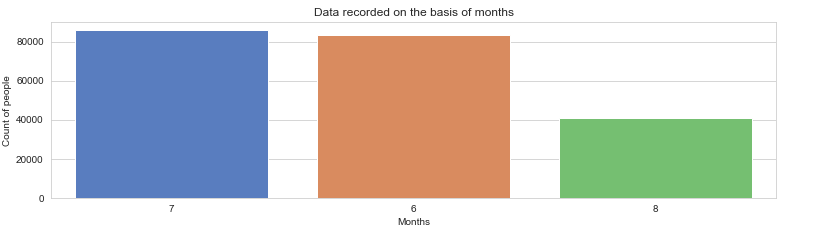 Data recorded on the basis of months
Count of people
80000
60000
40000
20000
0
7 6 8
Months